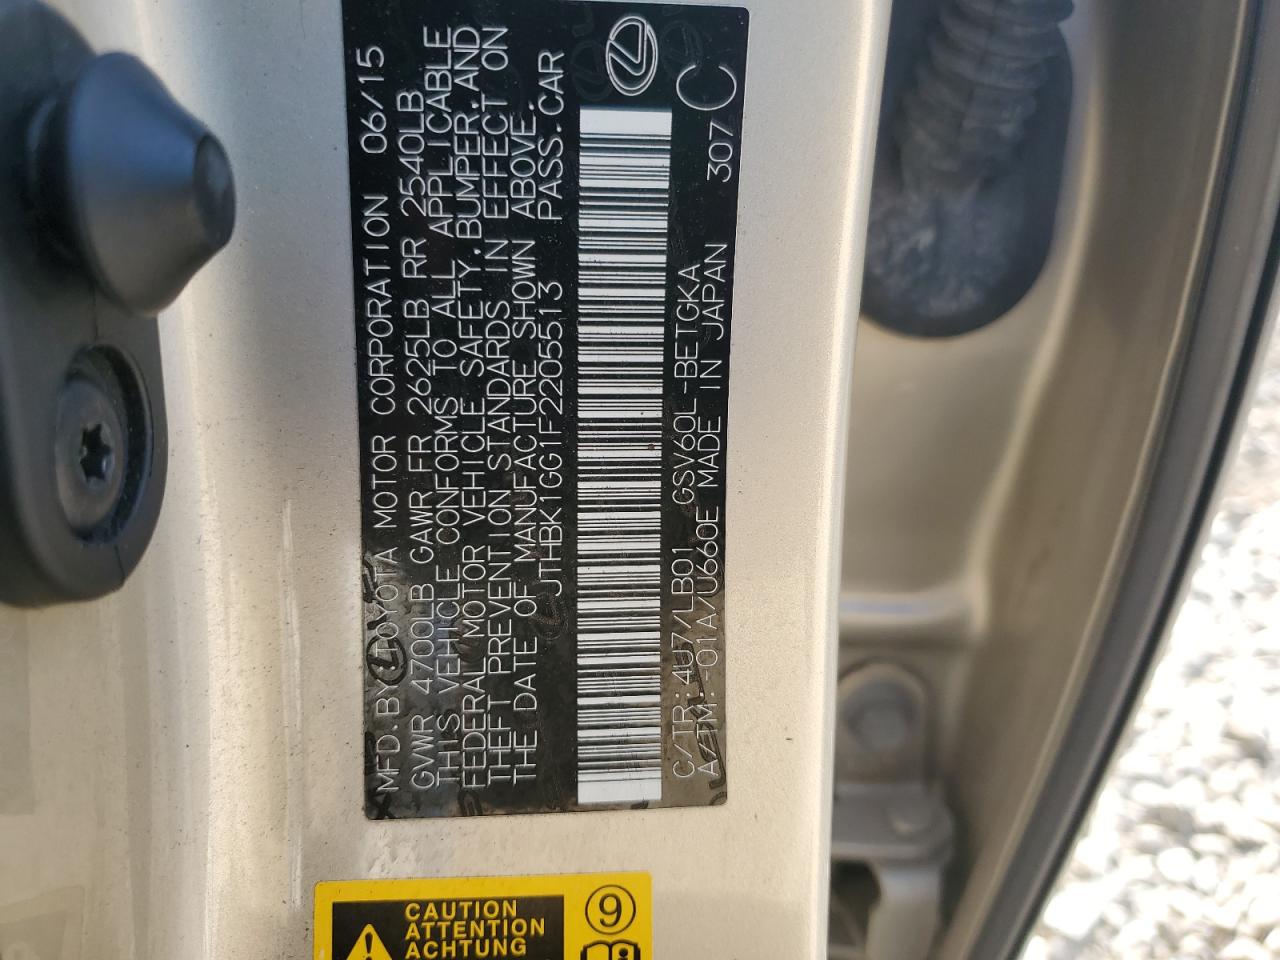 MFD. BY TOYOTA MOTOR CORPORATION 06/15
GVWR 4700LB GAWR FR 2625LB RR 2540LB
THIS VEHICLE CONFORMS TO ALL APPLICABLE
FEDERAL MOTOR VEHICLE SAFETY, BUMPER, AND
THEFT PREVENTION STANDARDS IN EFFECT ON
THE DATE OF MANUFACTURE SHOWN ABOVE.
JTHBK1GG1F2205513 PASS. CAR
C/TR: 4U7/LB01 GSV60L-BETGKA
A/TM: -01A/U660E MADE IN JAPAN 307 C
CAUTION
ATTENTION
ACHTUNG
9